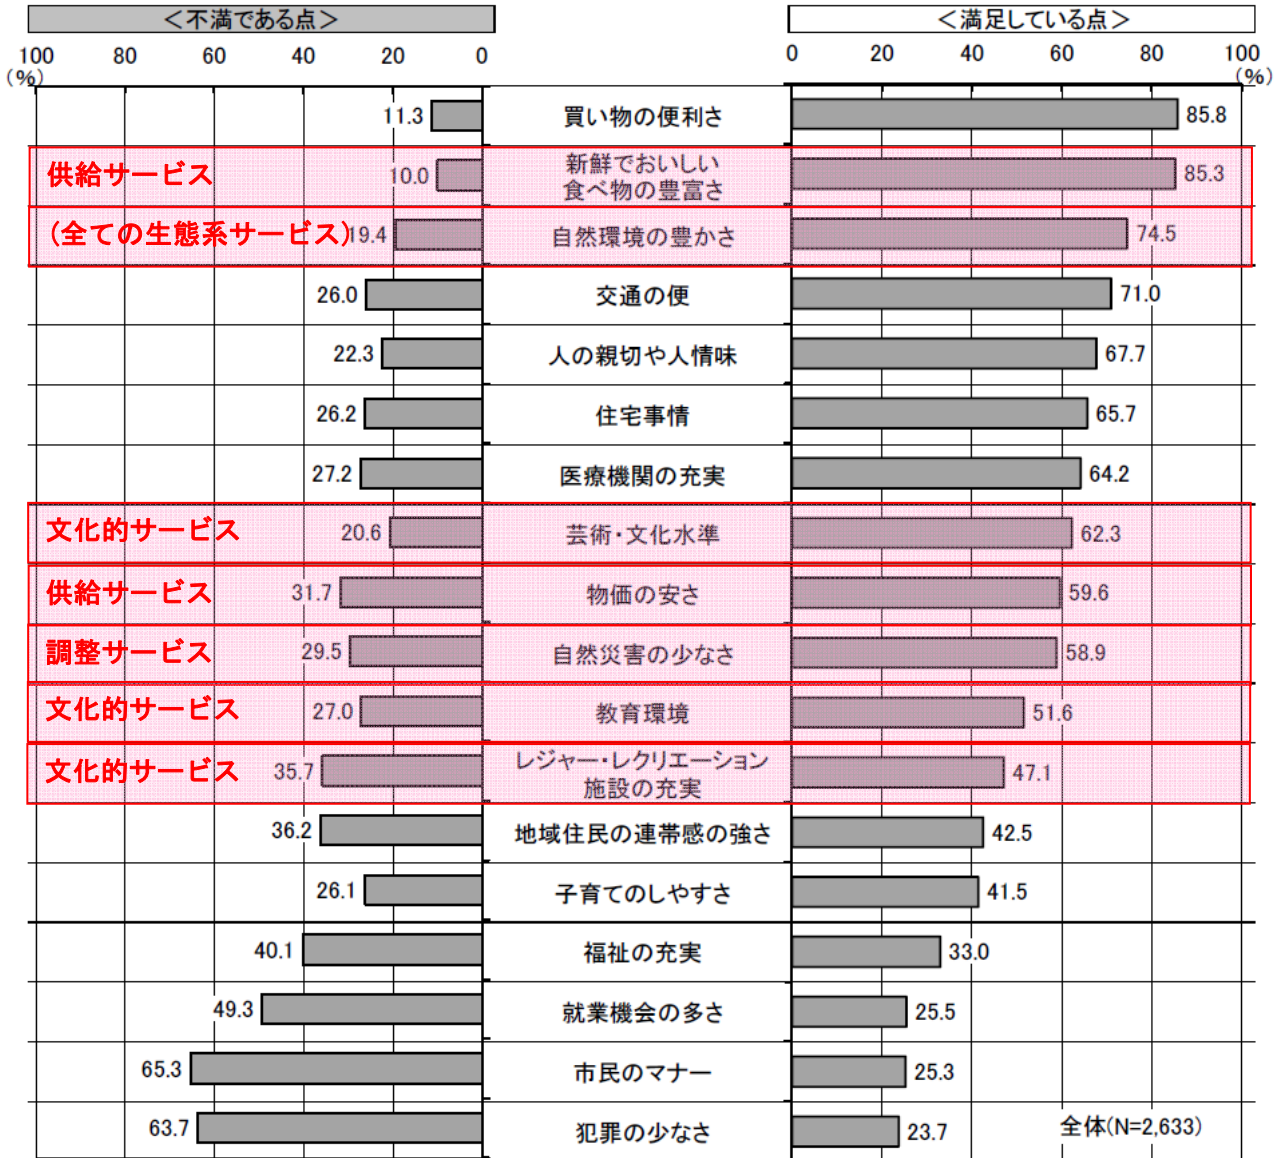 ＜不満である点＞
＜満足している点＞
100 80 60 40 20 0
(%)
0 20 40 60 80 100
(%)
11.3 買い物の便利さ 85.8
供給サービス 10.0 新鮮でおいしい
食べ物の豊富さ 85.3
(全ての生態系サービス) 19.4 自然環境の豊かさ 74.5
26.0 交通の便 71.0
22.3 人の親切や人情味 67.7
26.2 住宅事情 65.7
27.2 医療機関の充実 64.2
文化的サービス 20.6 芸術・文化水準 62.3
供給サービス 31.7 物価の安さ 59.6
調整サービス 29.5 自然災害の少なさ 58.9
文化的サービス 27.0 教育環境 51.6
文化的サービス 35.7 レジャー・レクリエーション
施設の充実 47.1
36.2 地域住民の連帯感の強さ 42.5
26.1 子育てのしやすさ 41.5
40.1 福祉の充実 33.0
49.3 就業機会の多さ 25.5
65.3 市民のマナー 25.3
63.7 犯罪の少なさ 23.7
全体(N=2,633)